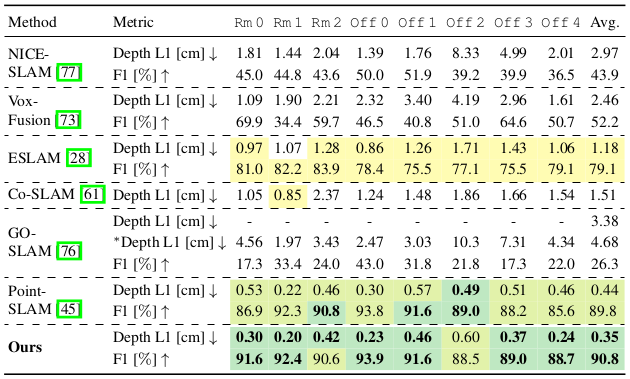 Method Metric Rm 0 Rm 1 Rm 2 Off 0 Off 1 Off 2 Off 3 Off 4 Avg.
NICE-SLAM [77] Depth L1 [cm] ↓ 1.81 1.44 2.04 1.39 1.76 8.33 4.99 2.01 2.97
F1 [%] ↑ 45.0 44.8 43.6 50.0 51.9 39.2 39.9 36.5 43.9
Vox-Fusion [73] Depth L1 [cm] ↓ 1.09 1.90 2.21 2.32 3.40 4.19 2.96 1.61 2.46
F1 [%] ↑ 69.9 34.4 59.7 46.5 40.8 51.0 64.6 50.7 52.2
ESLAM [28] Depth L1 [cm] ↓ 0.97 1.07 1.28 0.86 1.26 1.71 1.43 1.06 1.18
F1 [%] ↑ 81.0 82.2 83.9 78.4 75.5 77.1 75.5 79.1 79.1
Co-SLAM [61] Depth L1 [cm] ↓ 1.05 0.85 2.37 1.24 1.48 1.86 1.66 1.54 1.51
GO-SLAM [76] Depth L1 [cm] ↓ - - - - - - - - 3.38
*Depth L1 [cm] ↓ 4.56 1.97 3.43 2.47 3.03 10.3 7.31 4.34 4.68
F1 [%] ↑ 17.3 33.4 24.0 43.0 31.8 21.8 17.3 22.0 26.3
Point-SLAM [45] Depth L1 [cm] ↓ 0.53 0.22 0.46 0.30 0.57 0.49 0.51 0.46 0.44
F1 [%] ↑ 86.9 92.3 90.8 93.8 91.6 89.0 88.2 85.6 89.8
Ours Depth L1 [cm] ↓ 0.30 0.20 0.42 0.23 0.46 0.60 0.37 0.24 0.35
F1 [%] ↑ 91.6 92.4 90.6 93.9 91.6 88.5 89.0 88.7 90.8